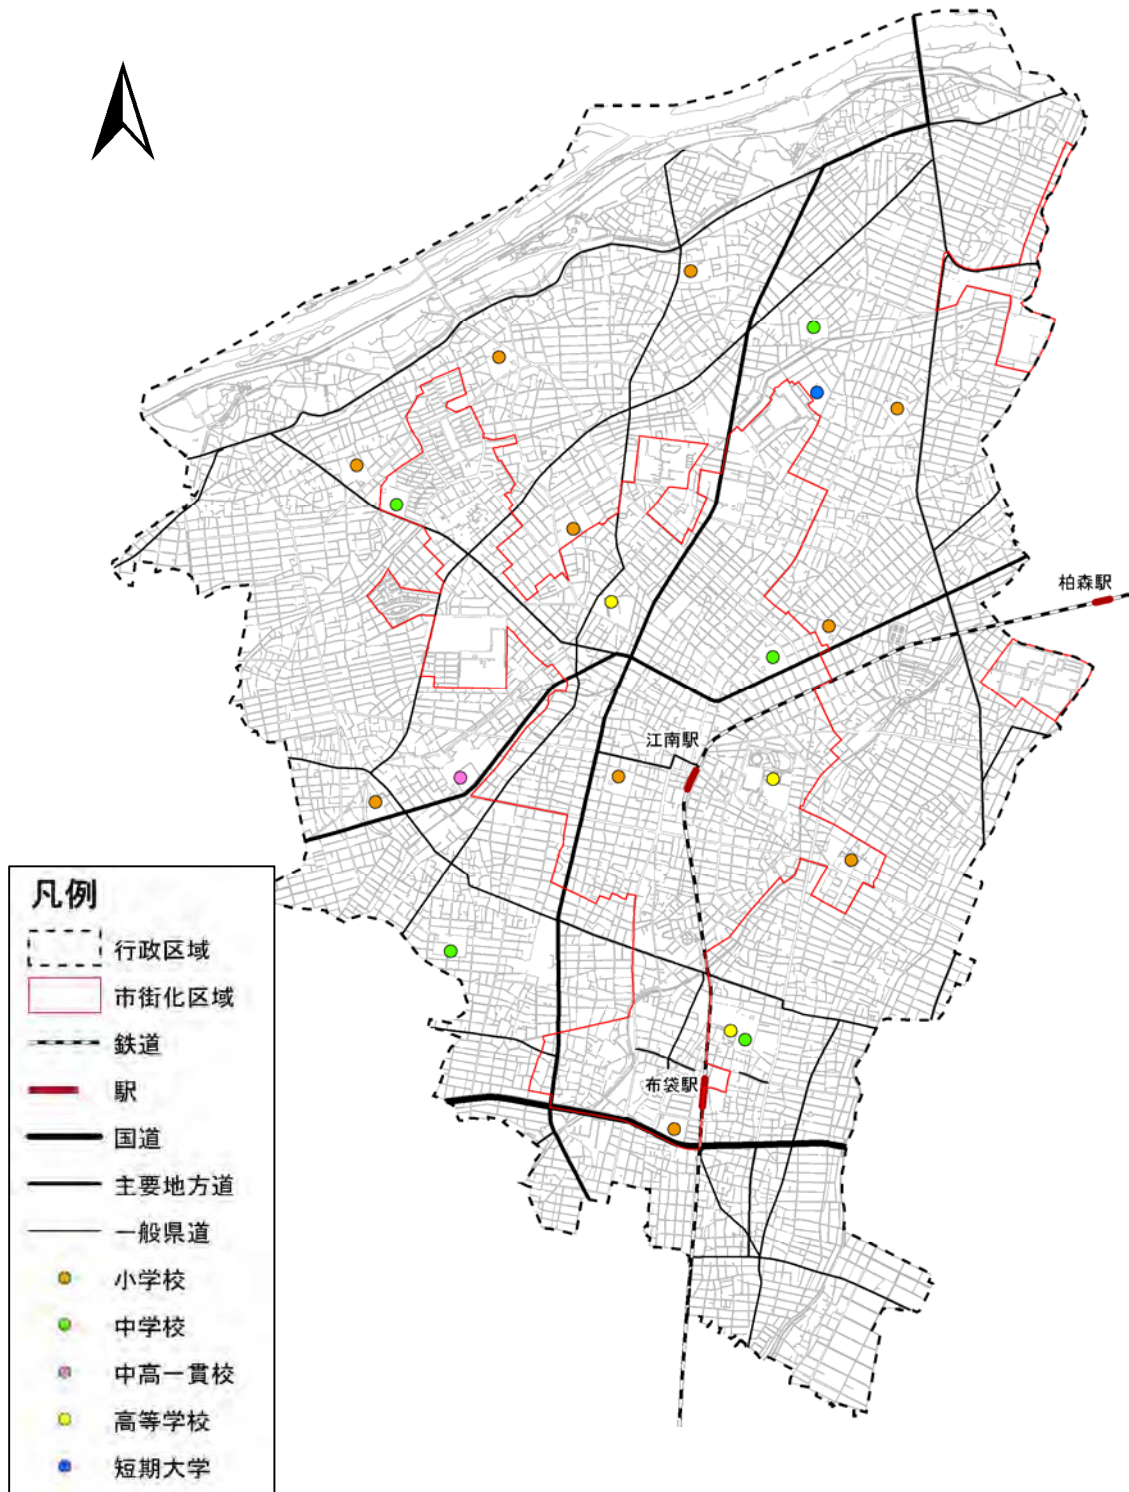 柏森駅
江南駅
布袋駅
凡例
行政区域
市街化区域
鉄道
駅
国道
主要地方道
一般県道
小学校
中学校
中高一貫校
高等学校
短期大学